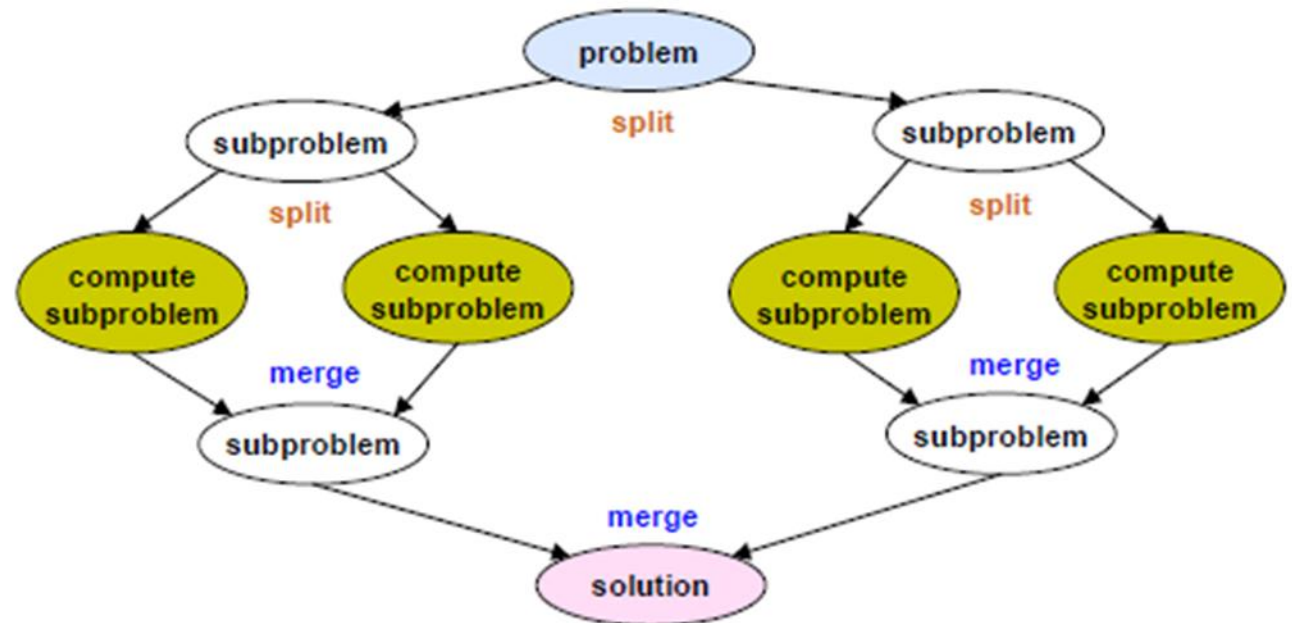 problem
split
subproblem
subproblem
split
split
compute
subproblem
compute
subproblem
compute
subproblem
compute
subproblem
merge
merge
subproblem
subproblem
merge
solution